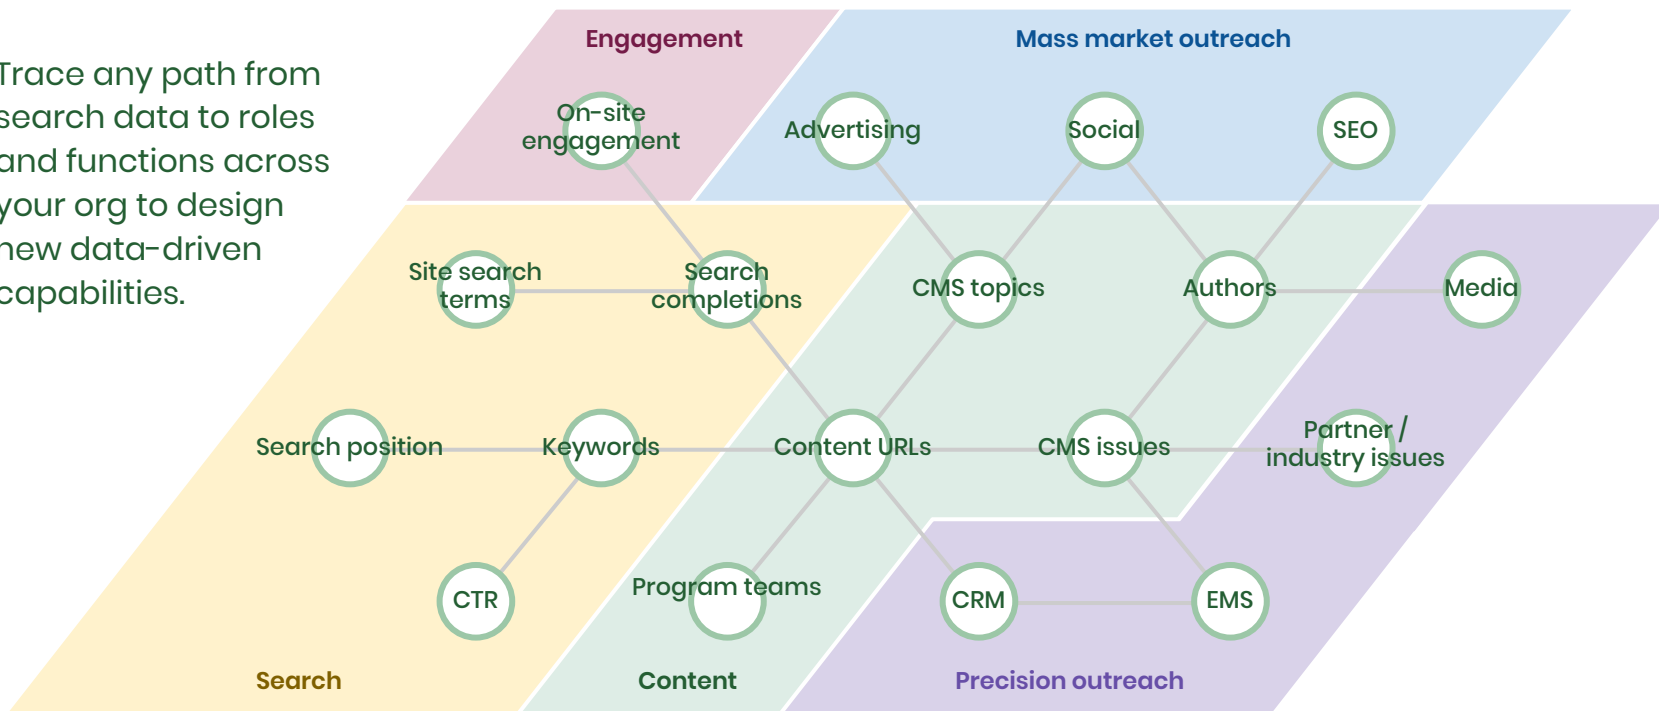 Trace any path from
search data to roles
and functions across
your org to design
new data-driven
capabilities.
Engagement
Mass market outreach
On-site
engagement
Advertising
Social
SEO
Site search
terms
Search
completions
CMS topics
Authors
Media
Search position
Keywords
Content URLs
CMS issues
Partner /
industry issues
CTR
Program teams
CRM
EMS
Search
Content
Precision outreach